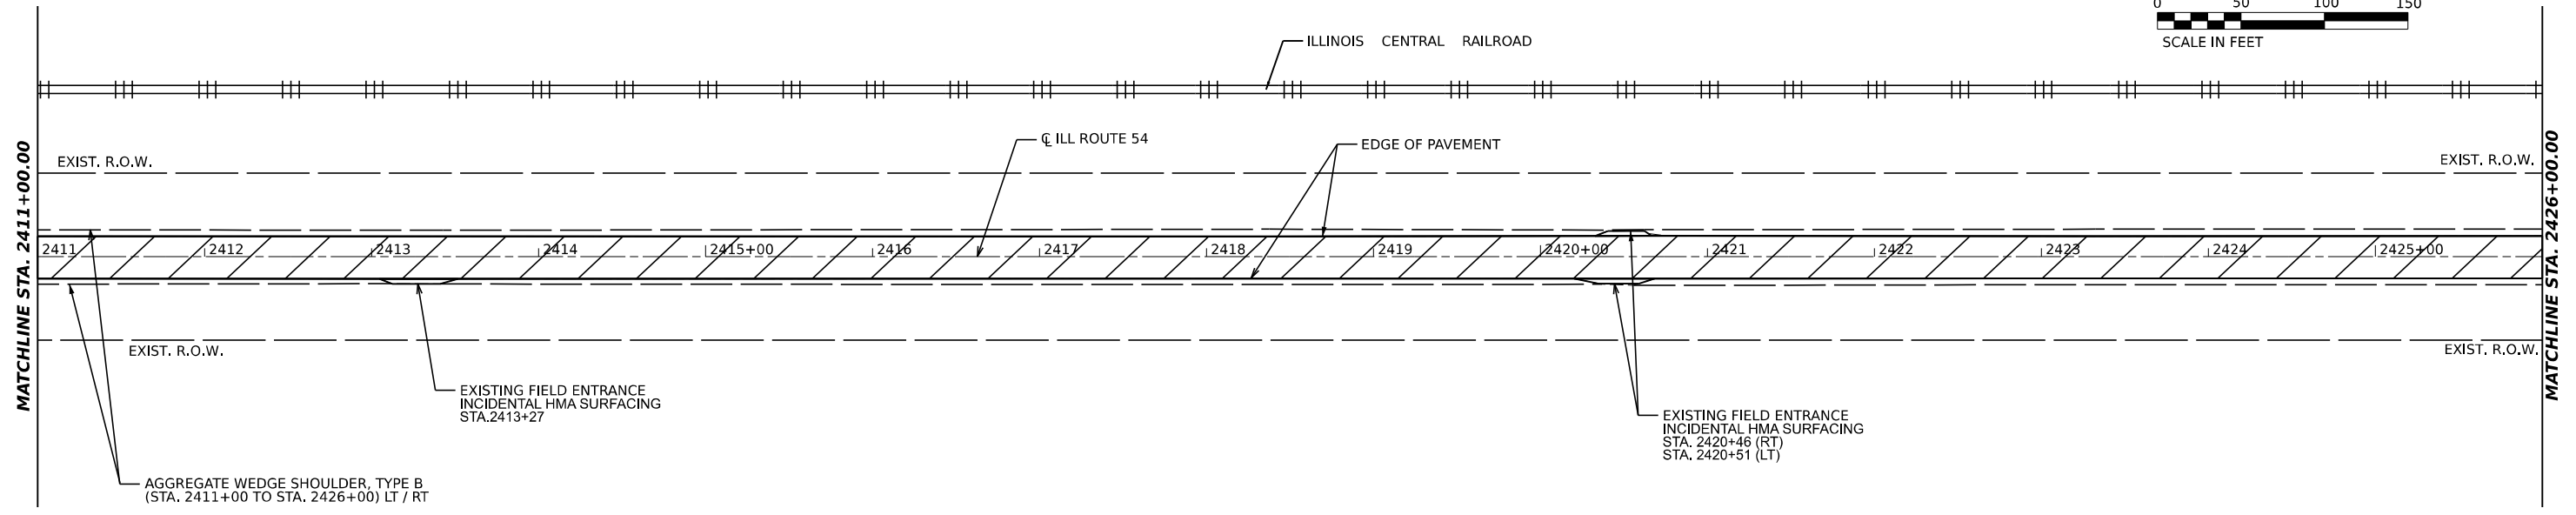 0 50 100 150
SCALE IN FEET
ILLINOIS CENTRAL RAILROAD
℄ ILL ROUTE 54
EDGE OF PAVEMENT
EXIST. R.O.W.
EXIST. R.O.W.
MATCHLINE STA. 2411+00.00
MATCHLINE STA. 2426+00.00
2411 2412 2413 2414 2415+00 2416 2417 2418 2419 2420+00 2421 2422 2423 2424 2425+00
EXIST. R.O.W.
EXIST. R.O.W.
EXISTING FIELD ENTRANCE
INCIDENTAL HMA SURFACING
STA.2413+27
EXISTING FIELD ENTRANCE
INCIDENTAL HMA SURFACING
STA. 2420+46 (RT)
STA. 2420+51 (LT)
AGGREGATE WEDGE SHOULDER, TYPE B
(STA. 2411+00 TO STA. 2426+00) LT / RT